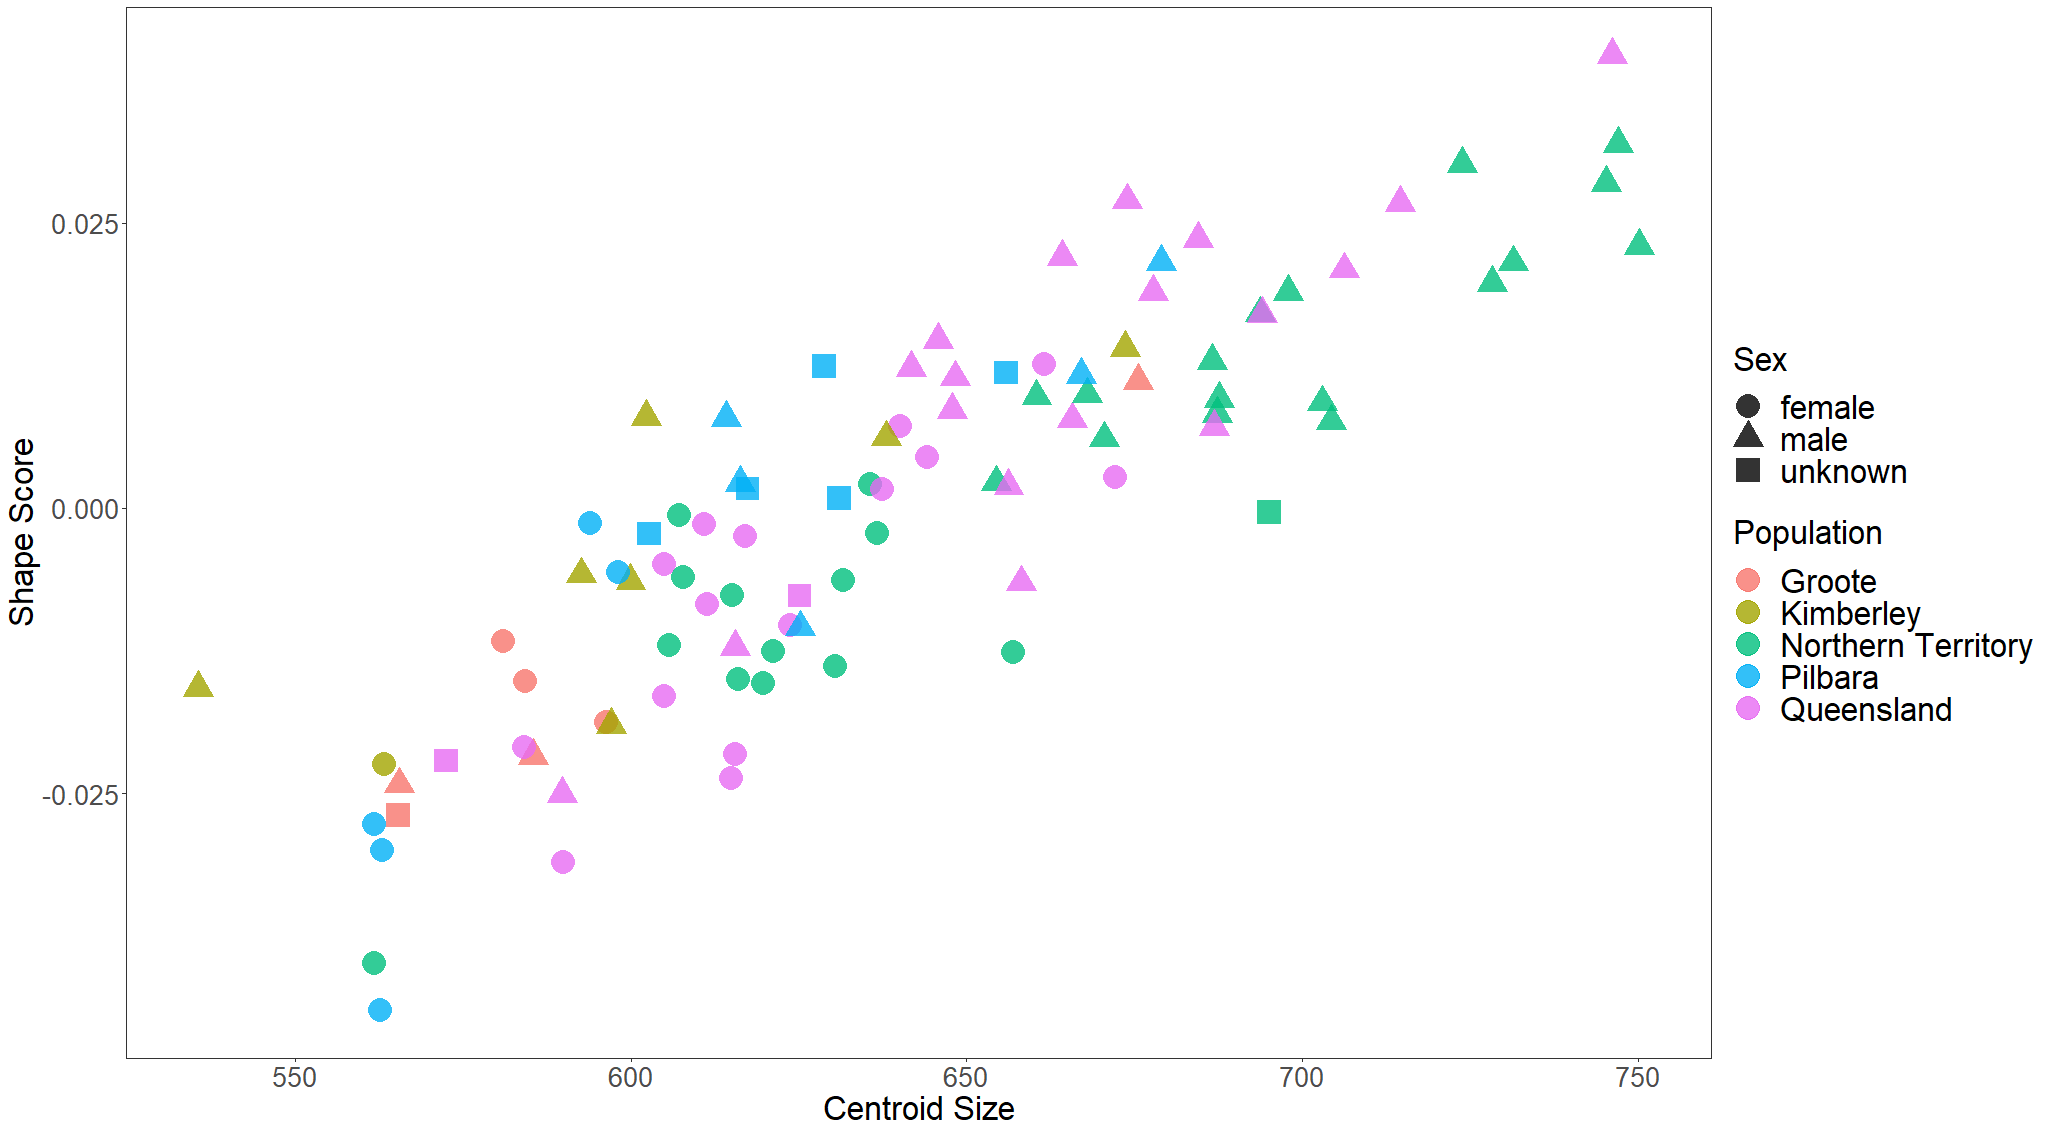 0.025
0.000
-0.025
Shape Score
550
600
650
700
750
Centroid Size
Sex
female
male
unknown
Population
Groote
Kimberley
Northern Territory
Pilbara
Queensland